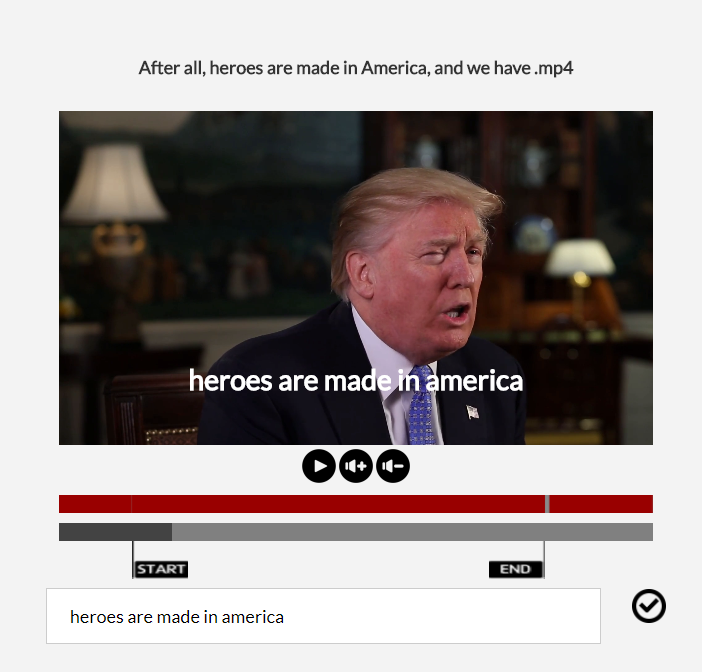 After all, heroes are made in America, and we have .mp4
heroes are made in america
START
END
heroes are made in america